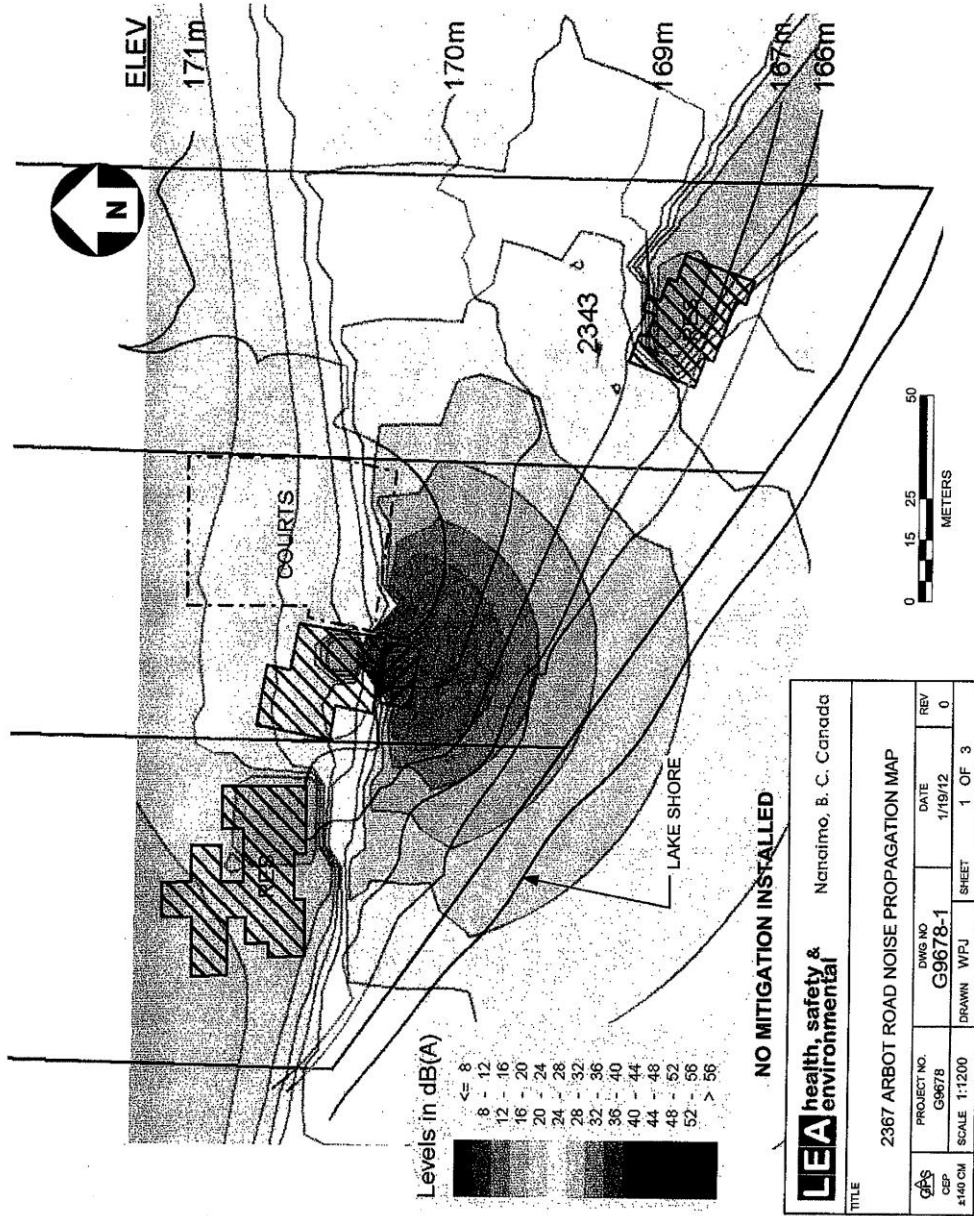 ELEV
171m
170m
169m
167m
166m
N
COURTS
2343
RES
LAKE SHORE
0 15 25 50
METERS
Levels in dB(A)
<= 8
8 - 12
12 - 16
16 - 20
20 - 24
24 - 28
28 - 32
32 - 36
36 - 40
40 - 44
44 - 48
48 - 52
52 - 56
> 56
NO MITIGATION INSTALLED
LEA health, safety & environmental
Nanaimo, B. C. Canada
TITLE
2367 ARBOT ROAD NOISE PROPAGATION MAP
GPS
CEP
±140 CM
PROJECT NO.
G9678
DWG NO
G9678-1
DATE
1/19/12
REV
0
SCALE 1:1200
DRAWN WPJ
SHEET 1 OF 3